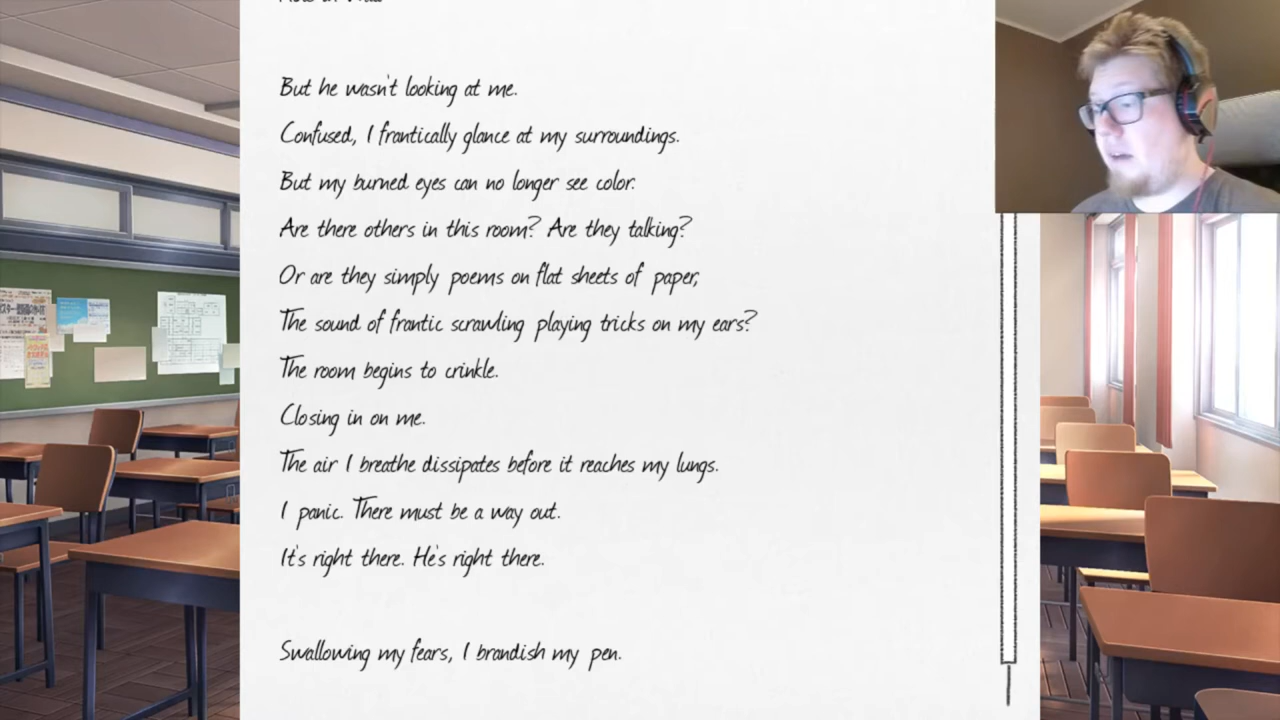 Hole in Wall
But he wasn't looking at me.
Confused, I frantically glance at my surroundings.
But my burned eyes can no longer see color.
Are there others in this room? Are they talking?
Or are they simply poems on flat sheets of paper,
The sound of frantic scrawling playing tricks on my ears?
The room begins to crinkle.
Closing in on me.
The air I breathe dissipates before it reaches my lungs.
I panic. There must be a way out.
It's right there. He's right there.
Swallowing my fears, I brandish my pen.